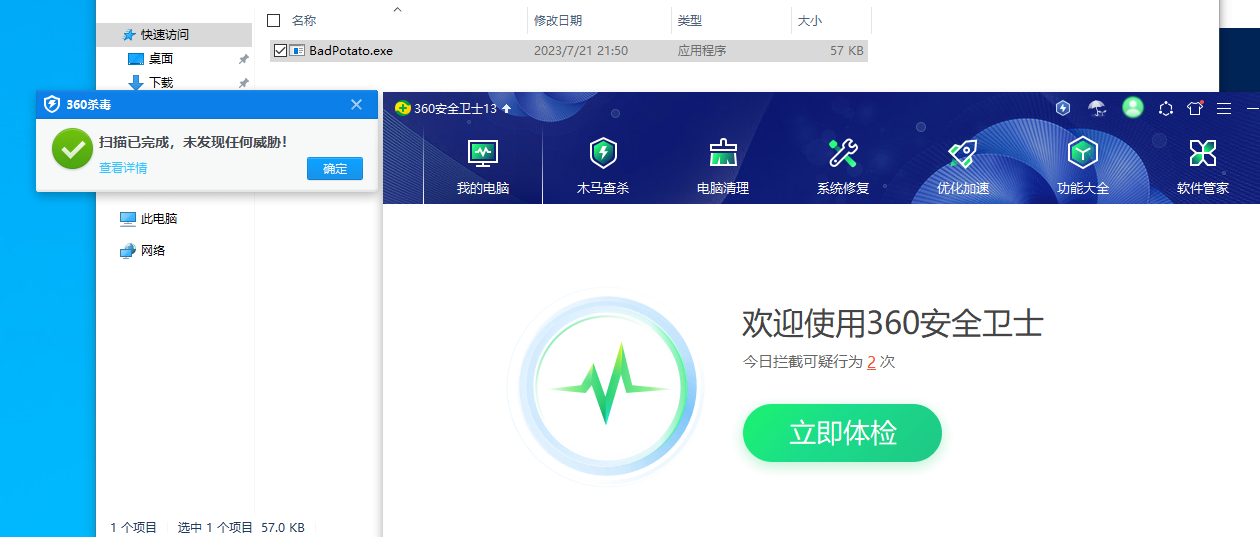 名称 修改日期 类型 大小
快速访问
BadPotato.exe 2023/7/21 21:50 应用程序 57 KB
桌面
下载
360杀毒
扫描已完成，未发现任何威胁！
查看详情
确定
此电脑
网络
1 个项目 选中 1 个项目 57.0 KB
360安全卫士13
我的电脑 木马查杀 电脑清理 系统修复 优化加速 功能大全 软件管家
欢迎使用360安全卫士
今日拦截可疑行为 2 次
立即体检